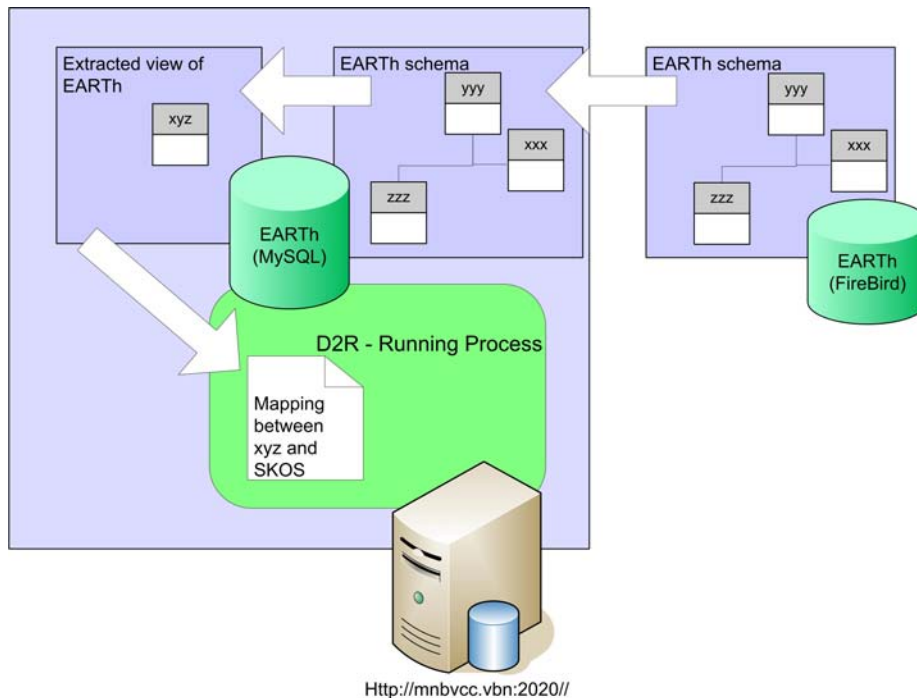 Extracted view of
EARTh
xyz
EARTh schema
yyy
xxx
zzz
EARTh
(MySQL)
EARTh schema
yyy
xxx
zzz
EARTh
(FireBird)
D2R - Running Process
Mapping
between
xyz and
SKOS
Http://mnbvcc.vbn:2020//